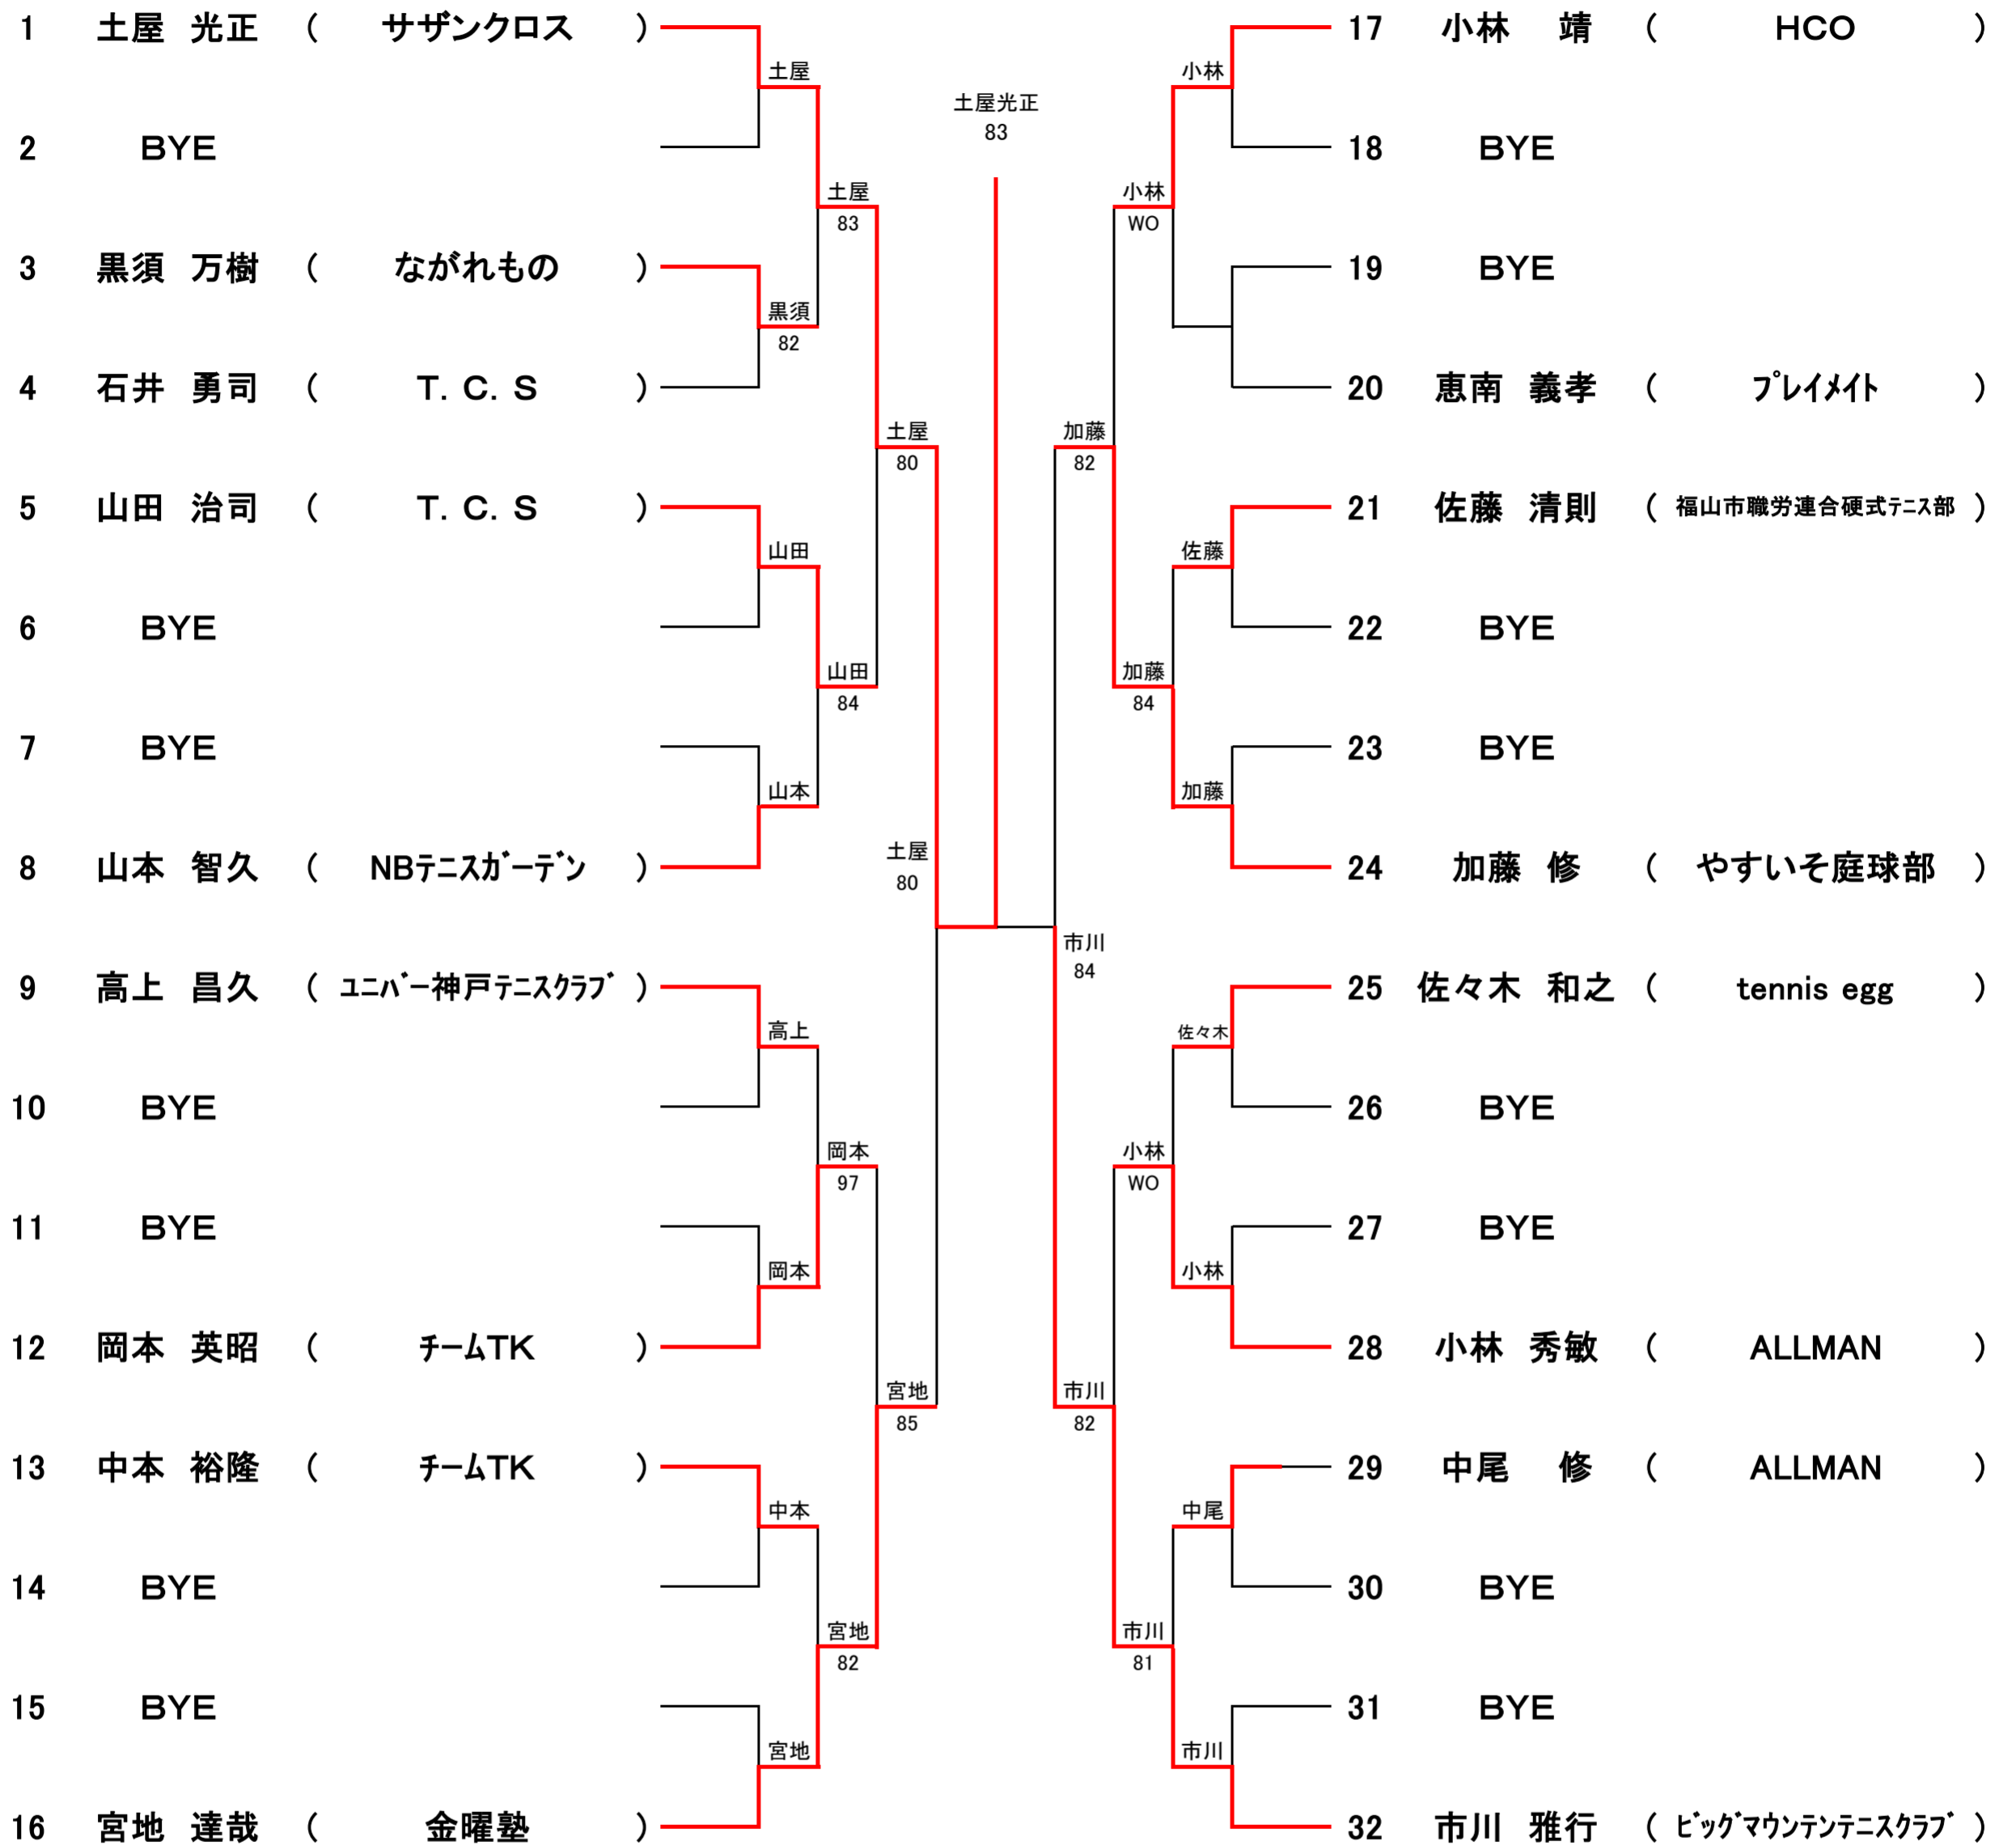 1 土屋 光正 ( サザンクロス )
土屋
2 BYE
土屋
83
3 黒須 万樹 ( ながれもの )
黒須
82
4 石井 勇司 ( T. C. S )
土屋
80
5 山田 治司 ( T. C. S )
山田
6 BYE
山田
84
7 BYE
山本
8 山本 智久 ( NBテニスガーデン )
土屋
80
9 高上 昌久 ( ユニバー神戸テニスクラブ )
高上
10 BYE
岡本
97
11 BYE
岡本
12 岡本 英昭 ( チームTK )
宮地
85
13 中本 裕隆 ( チームTK )
中本
14 BYE
宮地
82
15 BYE
宮地
16 宮地 達哉 ( 金曜塾 )
土屋光正
83
17 小林 靖 ( HCO )
小林
18 BYE
小林
WO
19 BYE
20 恵南 義孝 ( プレイメイト )
加藤
82
21 佐藤 清則 ( 福山市職労連合硬式テニス部 )
佐藤
22 BYE
加藤
84
23 BYE
加藤
24 加藤 修 ( やすいそ庭球部 )
市川
84
25 佐々木 和之 ( tennis egg )
佐々木
26 BYE
小林
WO
27 BYE
小林
28 小林 秀敏 ( ALLMAN )
市川
82
29 中尾 修 ( ALLMAN )
中尾
30 BYE
市川
81
31 BYE
市川
32 市川 雅行 ( ビッグマウンテンテニスクラブ )